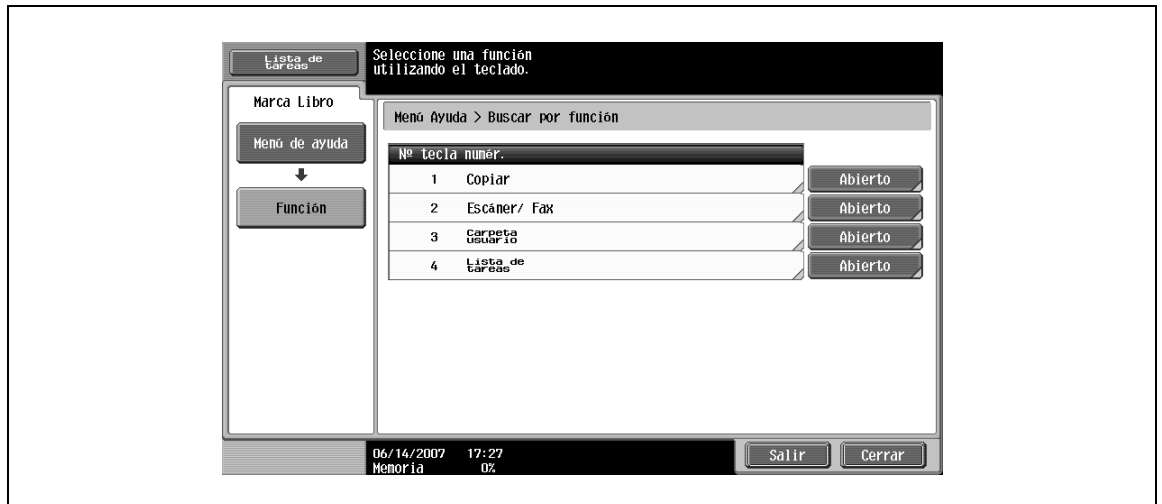 Lista de
tareas
Seleccione una función
utilizando el teclado.
Marca Libro
Menú de ayuda
Función
Menú Ayuda > Buscar por función
Nº tecla numér.
1 Copiar Abierto
2 Escáner/ Fax Abierto
3 Carpeta
usuario Abierto
4 Lista de
tareas Abierto
06/14/2007 17:27
Memoria 0%
Salir Cerrar